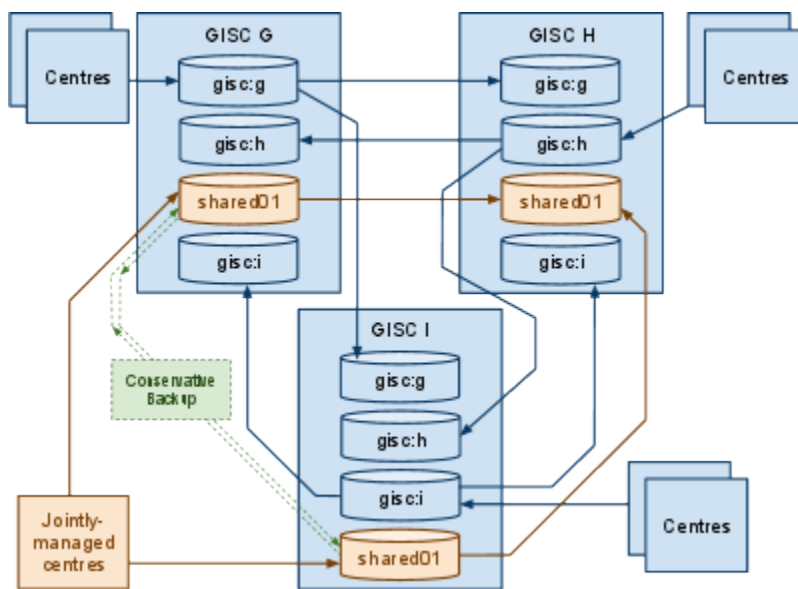 GISC G
GISC H
Centres
gisc:g
gisc:g
Centres
gisc:h
gisc:h
shared01
shared01
gisc:i
gisc:i
GISC I
gisc:g
Conservative
Backup
gisc:h
gisc:i
Centres
Jointly-
managed
centres
shared01